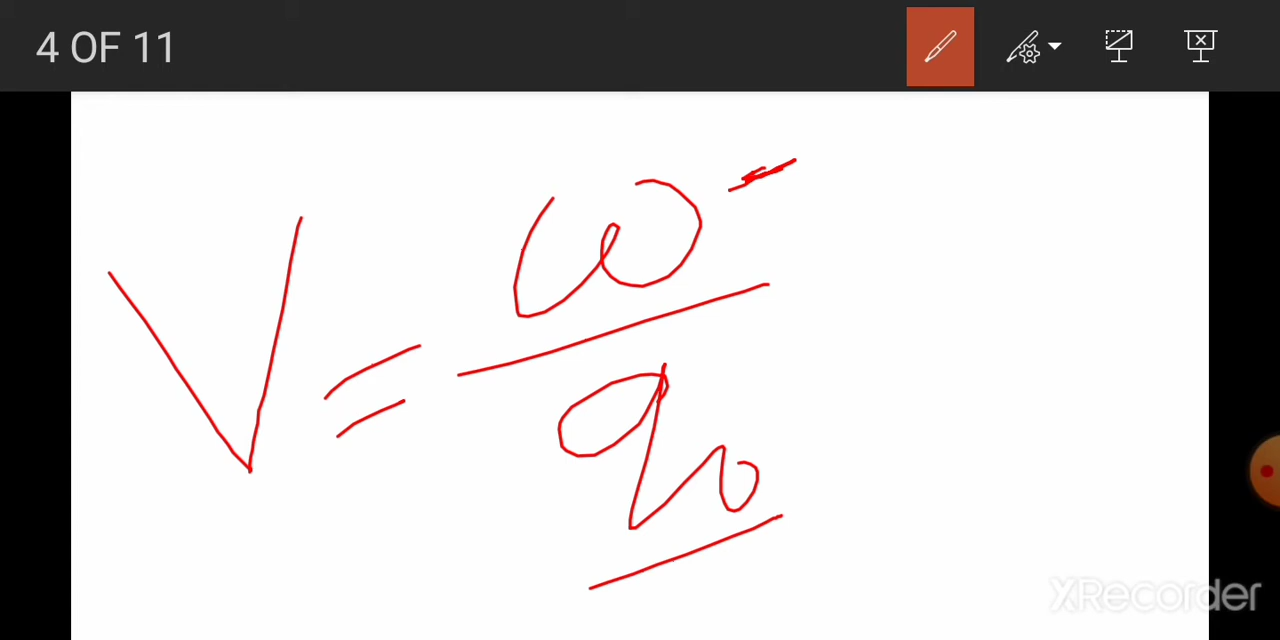 4 OF 11
V = ω / q₀
XRecorder